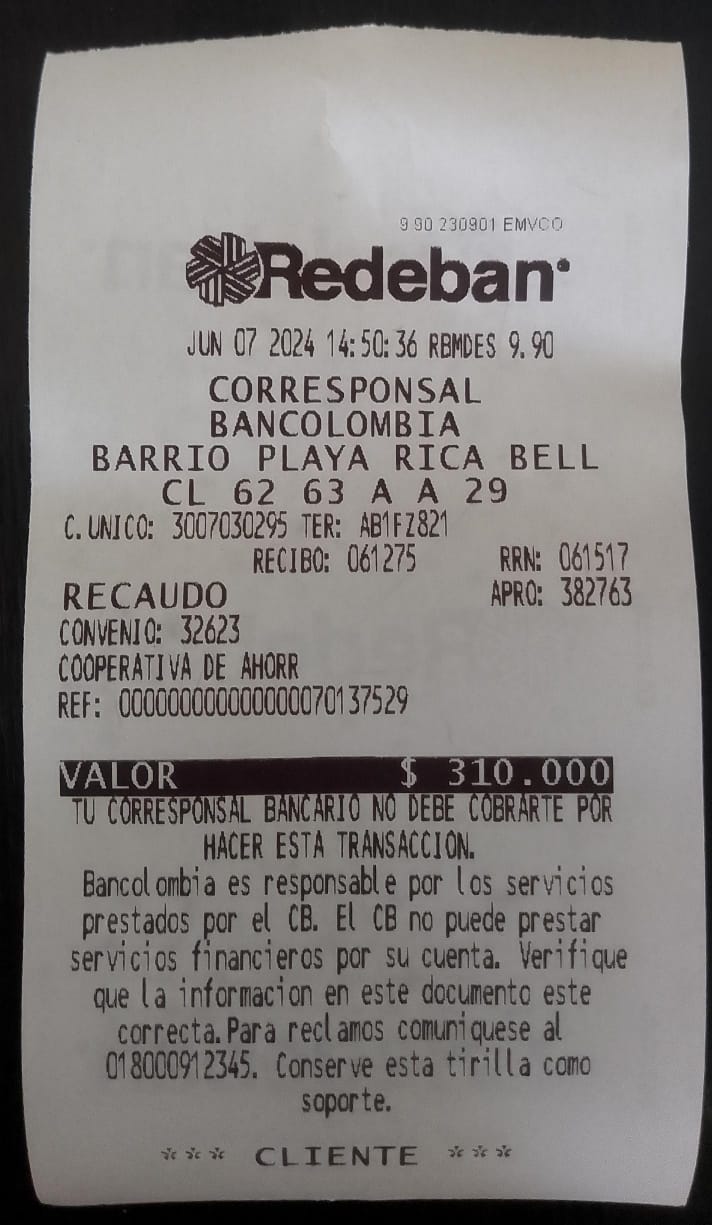 9.90 230901 EMVCO
Redeban
JUN 07 2024 14:50:36 RBMDES 9.90
CORRESPONSAL
BANCOLOMBIA
BARRIO PLAYA RICA BELL
CL 62 63 A A 29
C. UNICO: 3007030295 TER: AB1FZ821
RECIBO: 061275 RRN: 061517
RECAUDO APRO: 382763
CONVENIO: 32623
COOPERATIVA DE AHORR
REF: 000000000000000070137529
VALOR $ 310.000
TU CORRESPONSAL BANCARIO NO DEBE COBRARTE POR
HACER ESTA TRANSACCION.
Bancolombia es responsable por los servicios
prestados por el CB. El CB no puede prestar
servicios financieros por su cuenta. Verifique
que la informacion en este documento este
correcta. Para reclamos comuniquese al
018000912345. Conserve esta tirilla como
soporte.
*** CLIENTE ***